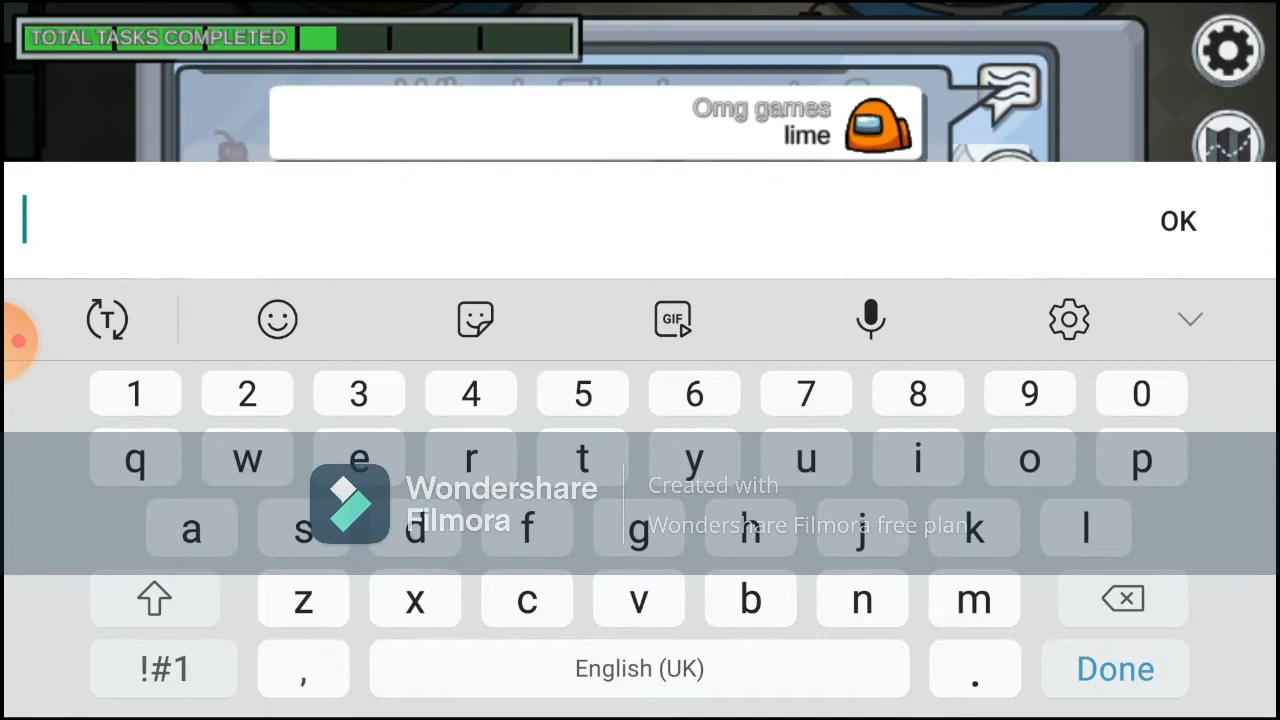 TOTAL TASKS COMPLETED
Omg games
lime
OK
T
GIF
1 2 3 4 5 6 7 8 9 0
q w e r t y u i o p
a s d f g h j k l
Wondershare
Filmora
Created with
Wondershare Filmora free plan
z x c v b n m
!#1 , English (UK) . Done